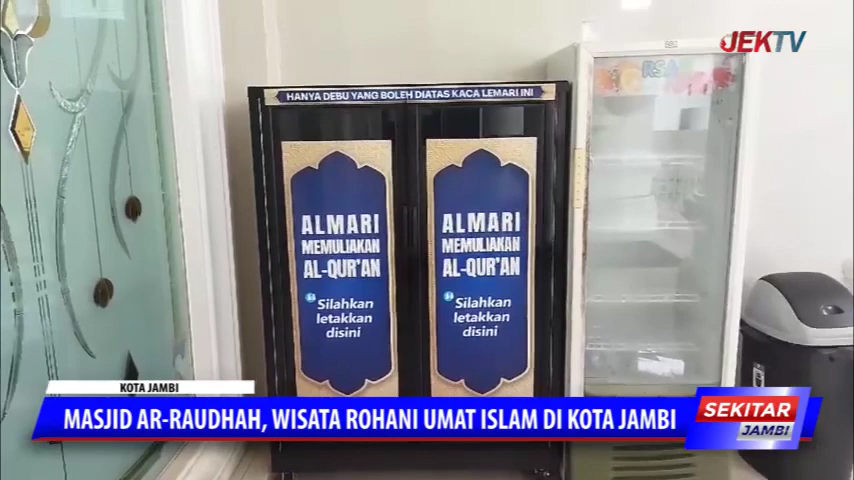 JEKTV
HANYA DEBU YANG BOLEH DIATAS KACA LEMARI INI
ALMARI
MEMULIAKAN
AL-QUR'AN
Silahkan
letakkan
disini
ALMARI
MEMULIAKAN
AL-QUR'AN
Silahkan
letakkan
disini
KOTA JAMBI
MASJID AR-RAUDHAH, WISATA ROHANI UMAT ISLAM DI KOTA JAMBI
SEKITAR
JAMBI